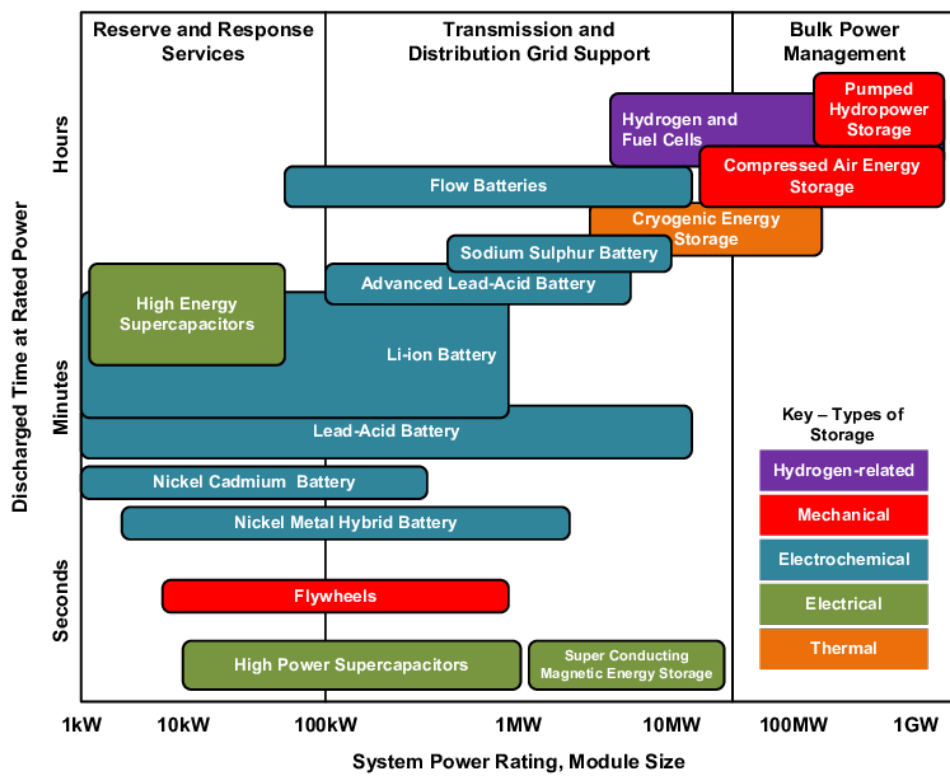 Reserve and Response
Services
Transmission and
Distribution Grid Support
Bulk Power
Management
Discharged Time at Rated Power
Hours
Minutes
Seconds
Pumped
Hydropower
Storage
Hydrogen and
Fuel Cells
Compressed Air Energy
Storage
Flow Batteries
Cryogenic Energy
Storage
Sodium Sulphur Battery
Advanced Lead-Acid Battery
High Energy
Supercapacitors
Li-ion Battery
Lead-Acid Battery
Nickel Cadmium Battery
Nickel Metal Hybrid Battery
Flywheels
High Power Supercapacitors
Super Conducting
Magnetic Energy Storage
Key – Types of
Storage
Hydrogen-related
Mechanical
Electrochemical
Electrical
Thermal
1kW 10kW 100kW 1MW 10MW 100MW 1GW
System Power Rating, Module Size